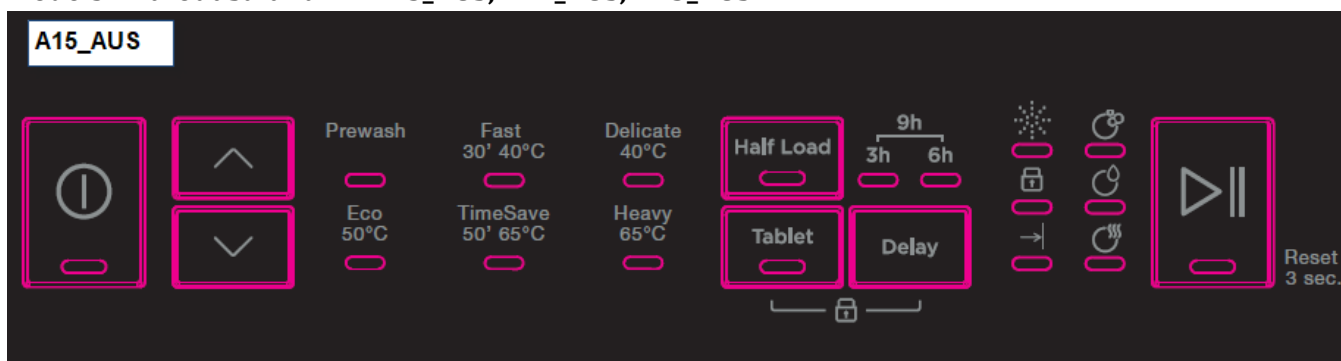 A15_AUS
Prewash
Fast
30' 40°C
Delicate
40°C
Eco
50°C
TimeSave
50' 65°C
Heavy
65°C
Half Load
9h
3h 6h
Tablet
Delay
Reset
3 sec.